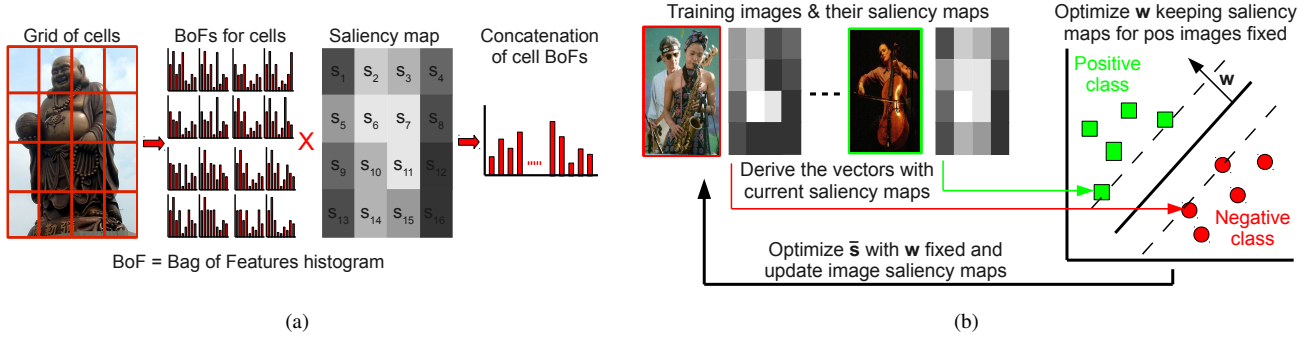 Grid of cells
BoFs for cells
Saliency map
Concatenation
of cell BoFs
S1 S2 S3 S4
S5 S6 S7 S8
S9 S10 S11 S12
S13 S14 S15 S16
X
BoF = Bag of Features histogram
(a)
Training images & their saliency maps
Derive the vectors with
current saliency maps
Optimize s̅ with w fixed and
update image saliency maps
Optimize w keeping saliency
maps for pos images fixed
Positive
class
w
Negative
class
(b)